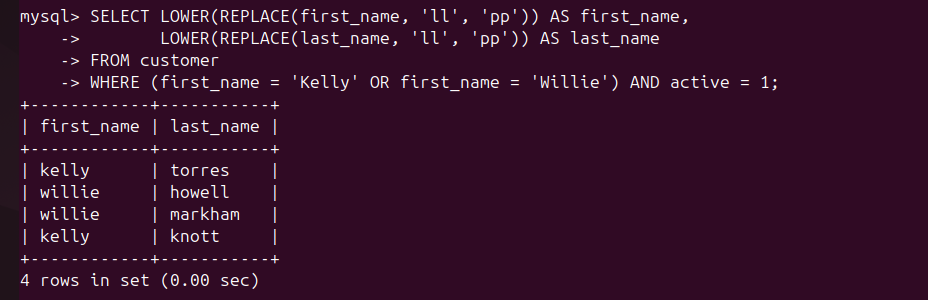 mysql> SELECT LOWER(REPLACE(first_name, 'll', 'pp')) AS first_name,
    ->        LOWER(REPLACE(last_name, 'll', 'pp')) AS last_name
    -> FROM customer
    -> WHERE (first_name = 'Kelly' OR first_name = 'Willie') AND active = 1;
+------------+-----------+
| first_name | last_name |
+------------+-----------+
| kelly      | torres    |
| willie     | howell    |
| willie     | markham   |
| kelly      | knott     |
+------------+-----------+
4 rows in set (0.00 sec)